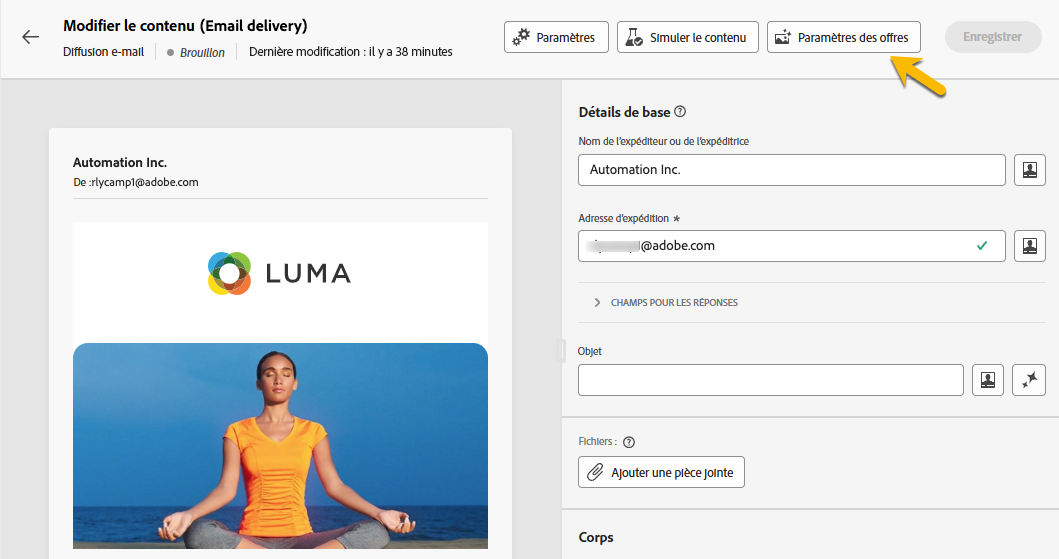 Modifier le contenu (Email delivery)
Diffusion e-mail
Brouillon
Dernière modification : il y a 38 minutes
Paramètres
Simuler le contenu
Paramètres des offres
Enregistrer
Automation Inc.
De :rlycamp1@adobe.com
LUMA
Détails de base
Nom de l'expéditeur ou de l'expéditrice
Automation Inc.
Adresse d'expédition *
@adobe.com
CHAMPS POUR LES RÉPONSES
Objet
Fichiers :
Ajouter une pièce jointe
Corps